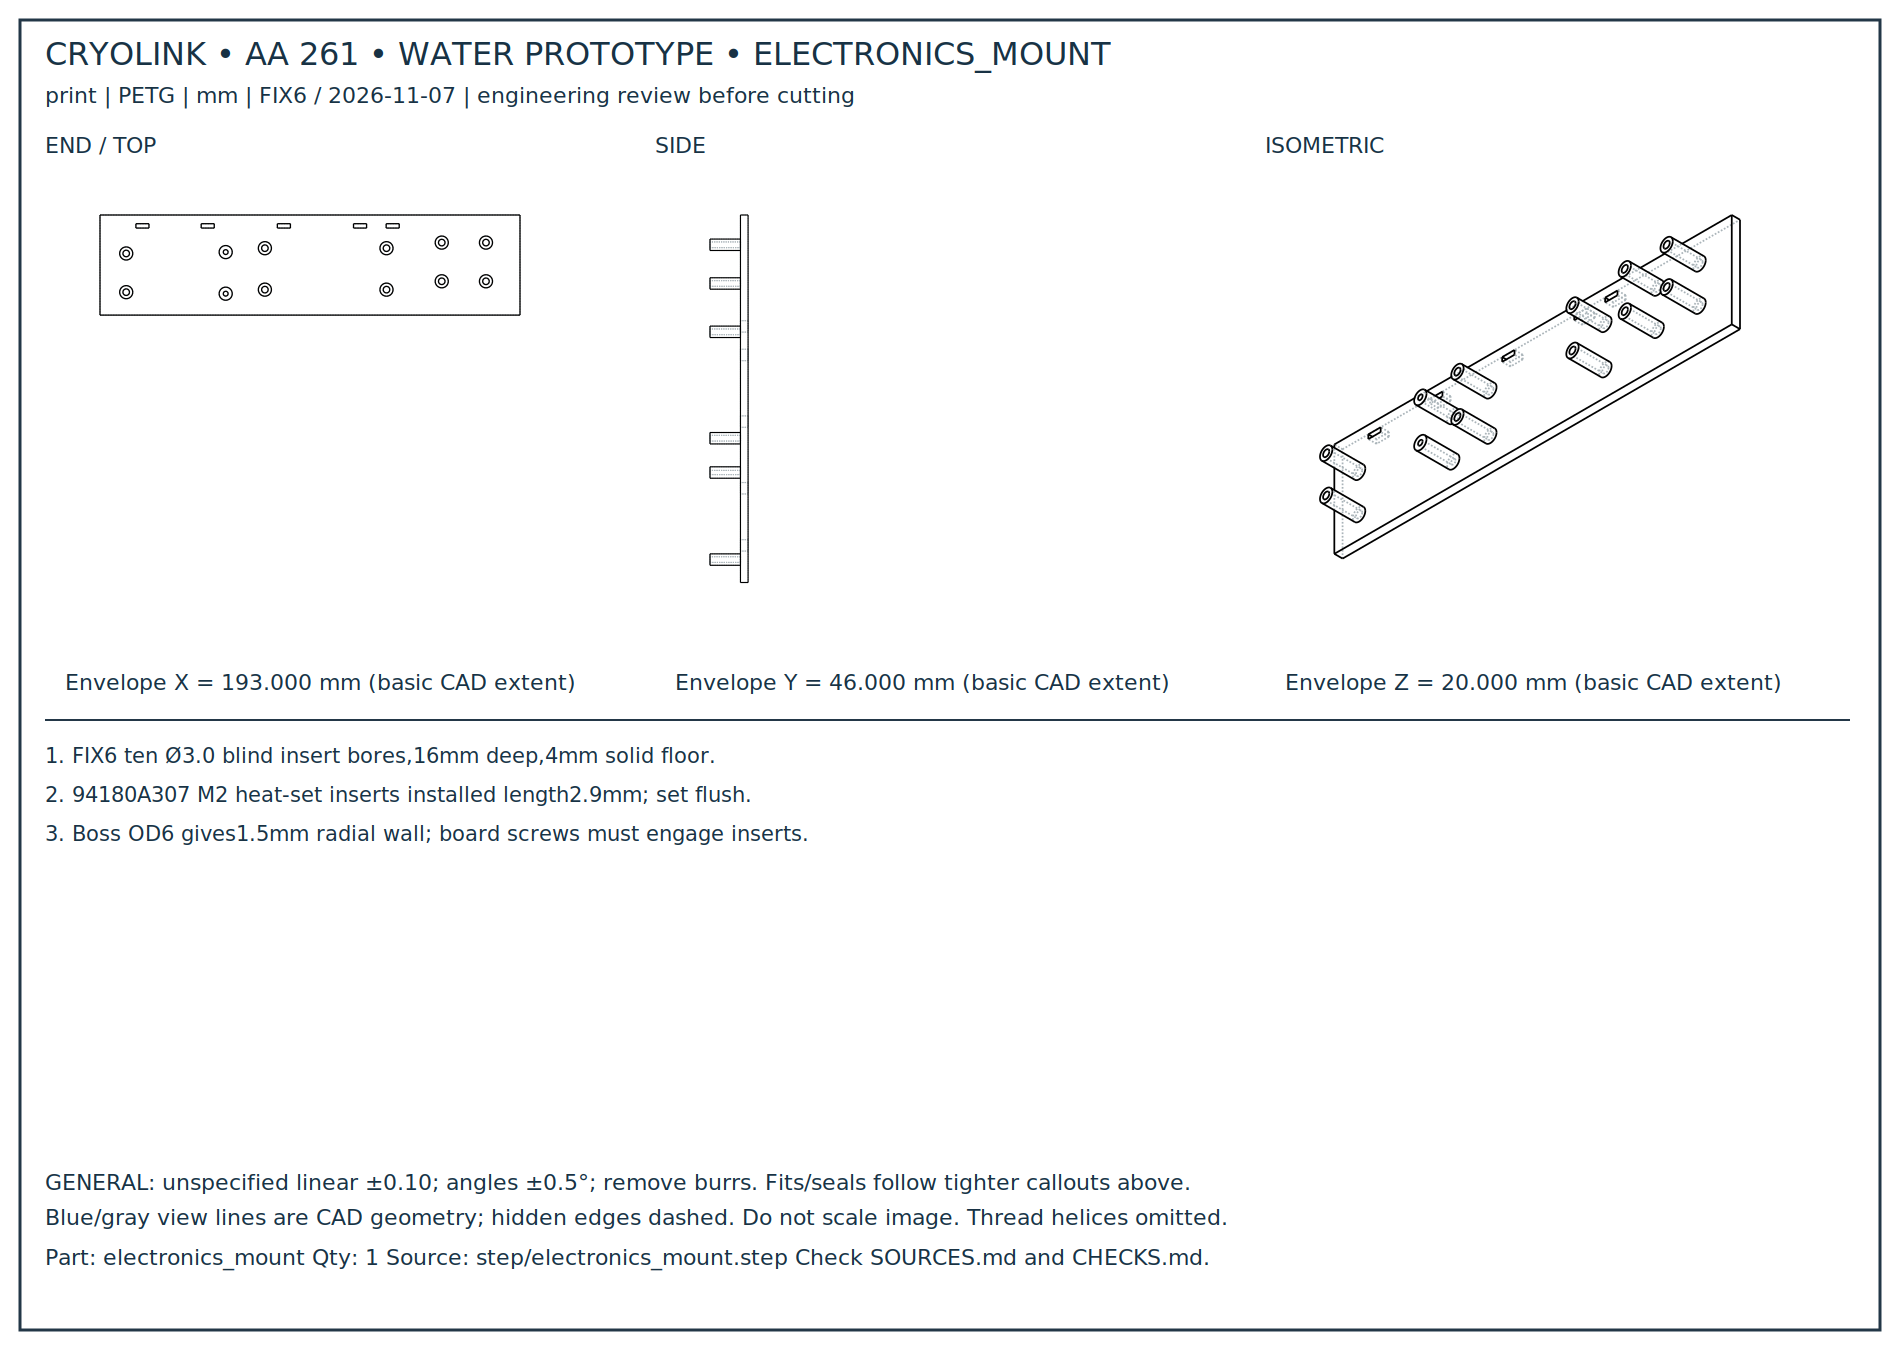 CRYOLINK • AA 261 • WATER PROTOTYPE • ELECTRONICS_MOUNT
print | PETG | mm | FIX6 / 2026-11-07 | engineering review before cutting
END / TOP
SIDE
ISOMETRIC
Envelope X = 193.000 mm (basic CAD extent)
Envelope Y = 46.000 mm (basic CAD extent)
Envelope Z = 20.000 mm (basic CAD extent)
1. FIX6 ten Ø3.0 blind insert bores,16mm deep,4mm solid floor.
2. 94180A307 M2 heat-set inserts installed length2.9mm; set flush.
3. Boss OD6 gives1.5mm radial wall; board screws must engage inserts.
GENERAL: unspecified linear ±0.10; angles ±0.5°; remove burrs. Fits/seals follow tighter callouts above.
Blue/gray view lines are CAD geometry; hidden edges dashed. Do not scale image. Thread helices omitted.
Part: electronics_mount Qty: 1 Source: step/electronics_mount.step Check SOURCES.md and CHECKS.md.